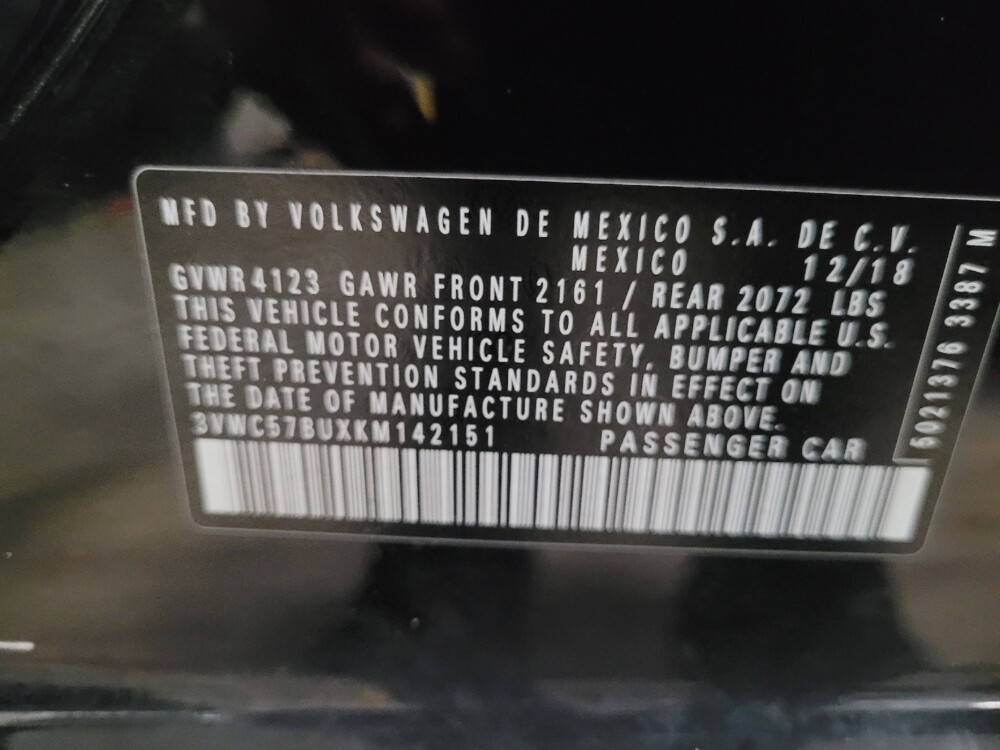 MFD BY VOLKSWAGEN DE MEXICO S.A. DE C.V.
MEXICO 12/18
GVWR 4123 GAWR FRONT 2161 / REAR 2072 LBS
THIS VEHICLE CONFORMS TO ALL APPLICABLE U.S.
FEDERAL MOTOR VEHICLE SAFETY, BUMPER AND
THEFT PREVENTION STANDARDS IN EFFECT ON
THE DATE OF MANUFACTURE SHOWN ABOVE.
3VWC57BUXKM142151 PASSENGER CAR
5021376 3387 M